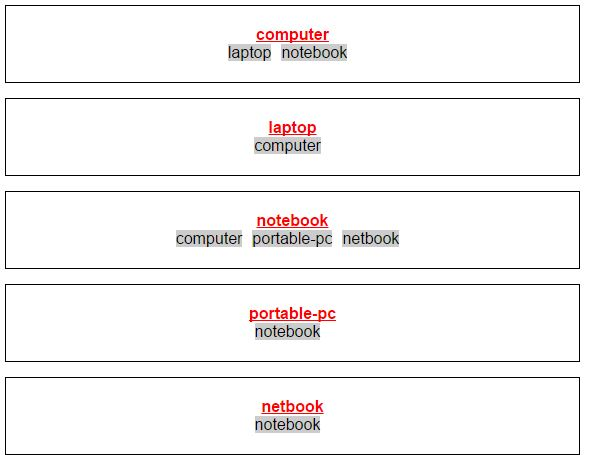 computer
laptop notebook
laptop
computer
notebook
computer portable-pc netbook
portable-pc
notebook
netbook
notebook